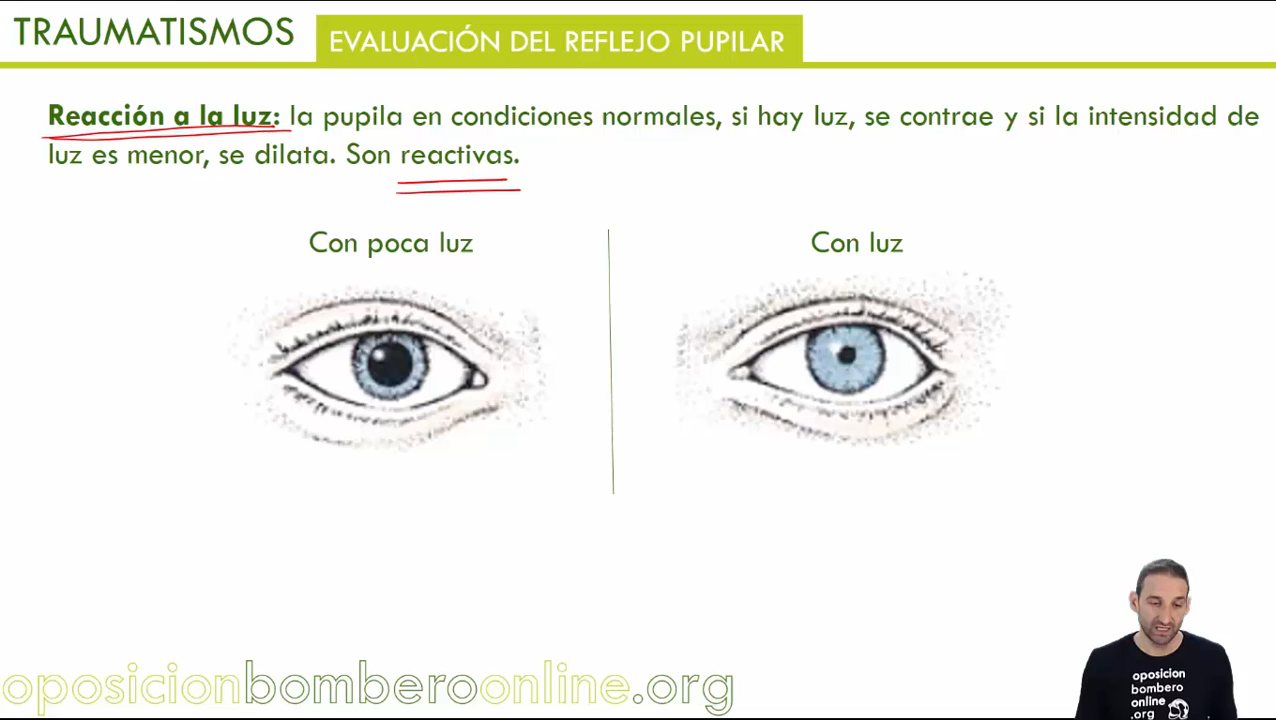 TRAUMATISMOS
EVALUACIÓN DEL REFLEJO PUPILAR
Reacción a la luz: la pupila en condiciones normales, si hay luz, se contrae y si la intensidad de
luz es menor, se dilata. Son reactivas.
Con poca luz
Con luz
oposicionbomberoonline.org
oposicion
bombero
online
.org